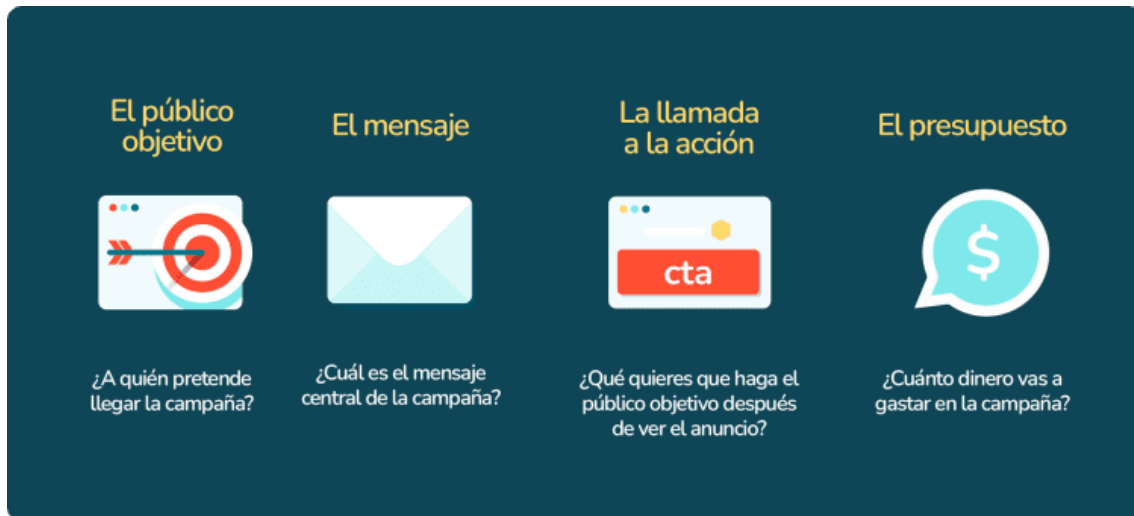 El público
objetivo
El mensaje
La llamada
a la acción
El presupuesto
cta
$
¿A quién pretende
llegar la campaña?
¿Cuál es el mensaje
central de la campaña?
¿Qué quieres que haga el
público objetivo después
de ver el anuncio?
¿Cuánto dinero vas a
gastar en la campaña?